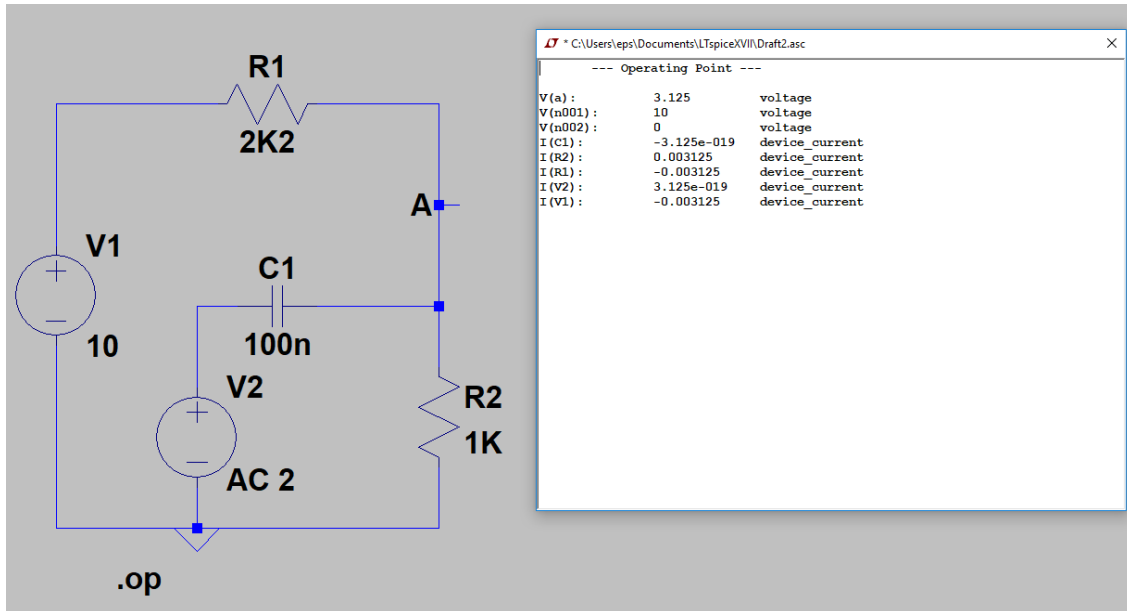 R1
2K2
A
V1
10
C1
100n
V2
AC 2
R2
1K
.op
* C:\Users\eps\Documents\LTspiceXVII\Draft2.asc
--- Operating Point ---
V(a): 3.125 voltage
V(n001): 10 voltage
V(n002): 0 voltage
I(C1): -3.125e-019 device_current
I(R2): 0.003125 device_current
I(R1): -0.003125 device_current
I(V2): 3.125e-019 device_current
I(V1): -0.003125 device_current